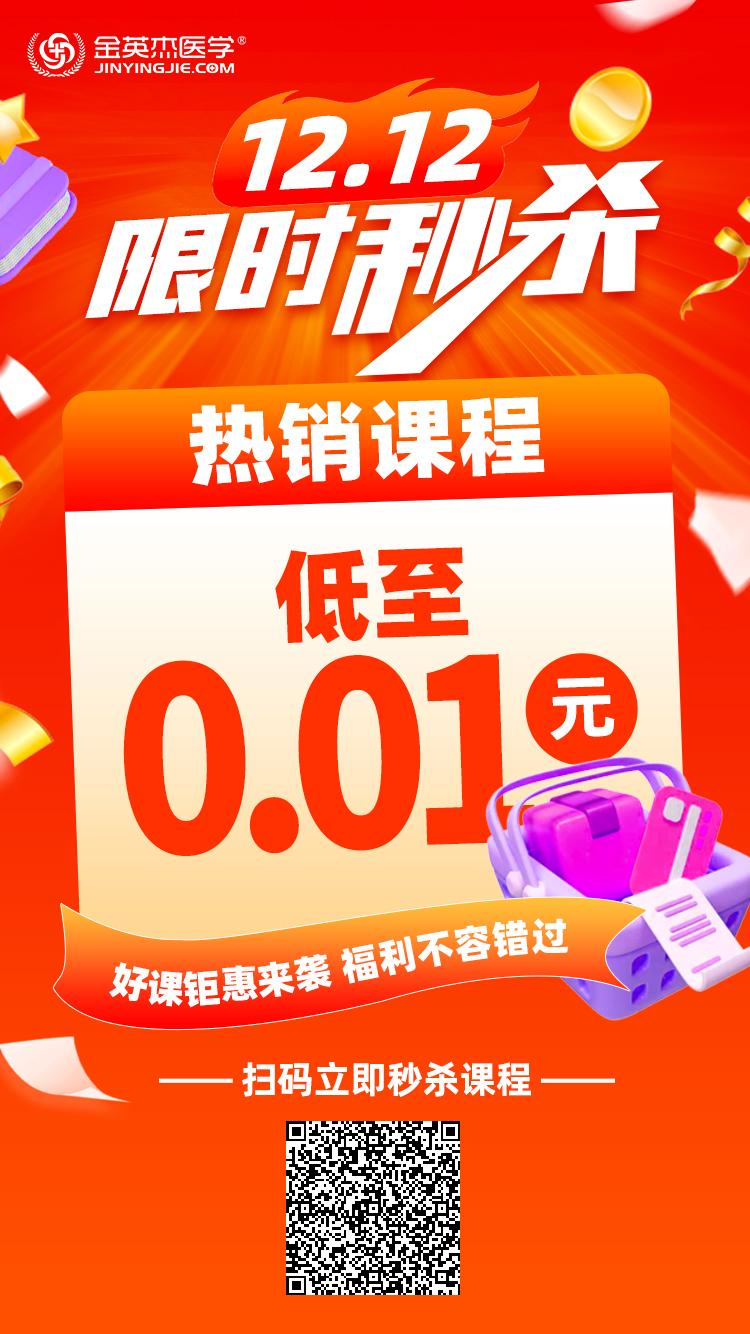 金英杰医学®
JINYINGJIE.COM
12.12
限时秒杀
热销课程
低至
0.01元
好课钜惠来袭 福利不容错过
扫码立即秒杀课程